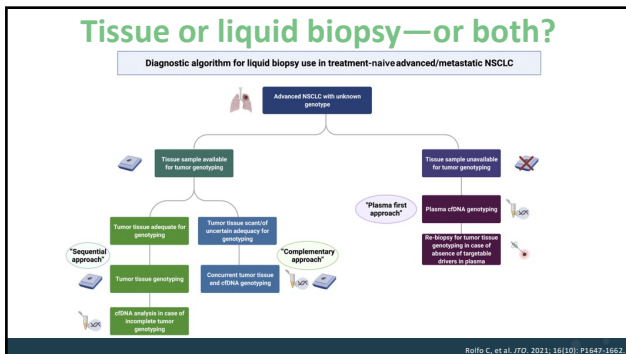 Tissue or liquid biopsy—or both?
Diagnostic algorithm for liquid biopsy use in treatment-naive advanced/metastatic NSCLC
Advanced NSCLC with unknown
genotype
Tissue sample available
for tumor genotyping
Tissue sample unavailable
for tumor genotyping
"Plasma first
approach"
Plasma cfDNA genotyping
Re-biopsy for tumor tissue
genotyping in case of
absence of targetable
drivers in plasma
Tumor tissue adequate for
genotyping
Tumor tissue scant/of
uncertain adequacy for
genotyping
"Sequential
approach"
"Complementary
approach"
Tumor tissue genotyping
Concurrent tumor tissue
and cfDNA genotyping
cfDNA analysis in case of
incomplete tumor
genotyping
Rolfo C, et al. JTO. 2021; 16(10): P1647-1662.